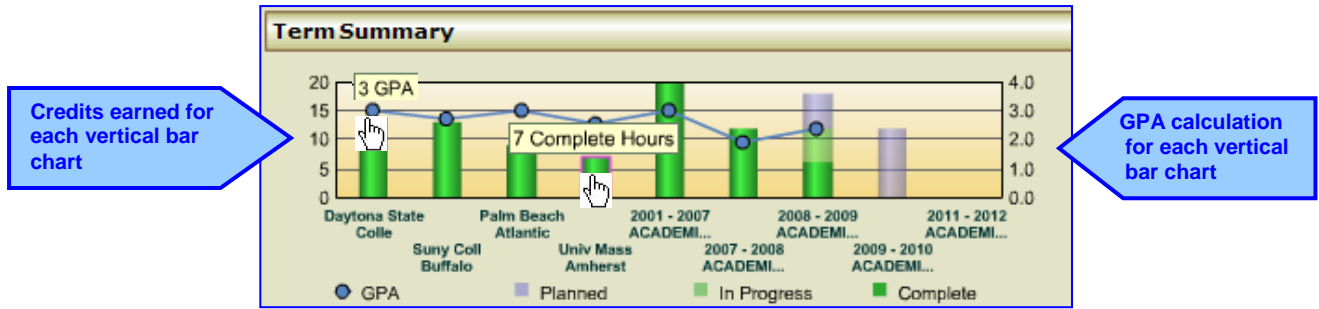 Term Summary
Credits earned for
each vertical bar
chart
20
15
10
5
0
3 GPA
7 Complete Hours
4.0
3.0
2.0
1.0
0.0
GPA calculation
for each vertical
bar chart
Daytona State
Colle
Suny Coll
Buffalo
Palm Beach
Atlantic
Univ Mass
Amherst
2001 - 2007
ACADEMI...
2007 - 2008
ACADEMI...
2008 - 2009
ACADEMI...
2009 - 2010
ACADEMI...
2011 - 2012
ACADEMI...
GPA
Planned
In Progress
Complete